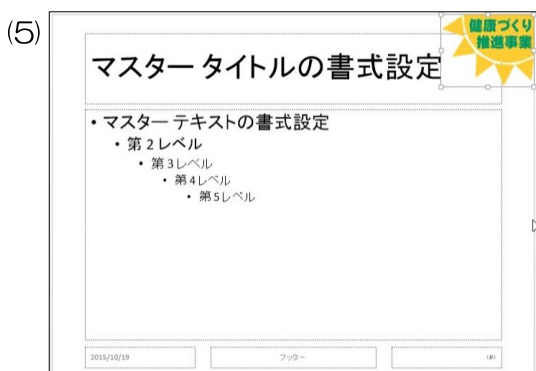 (5)
健康づくり
推進事業
マスター タイトルの書式設定
• マスター テキストの書式設定
• 第 2 レベル
• 第 3 レベル
• 第 4 レベル
• 第 5 レベル
2015/10/19
フッター
‹#›